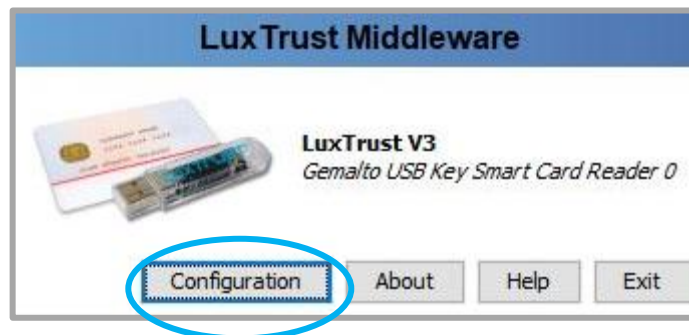 LuxTrust Middleware
LuxTrust V3
Gemalto USB Key Smart Card Reader 0
Configuration About Help Exit